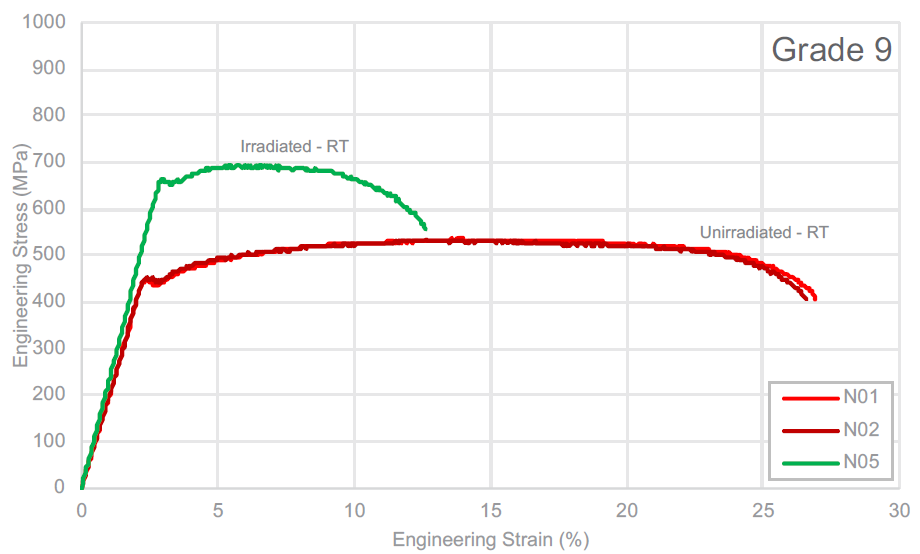 Grade 9
Engineering Stress (MPa)
1000
900
800
700
600
500
400
300
200
100
0
Irradiated - RT
Unirradiated - RT
N01
N02
N05
0 5 10 15 20 25 30
Engineering Strain (%)